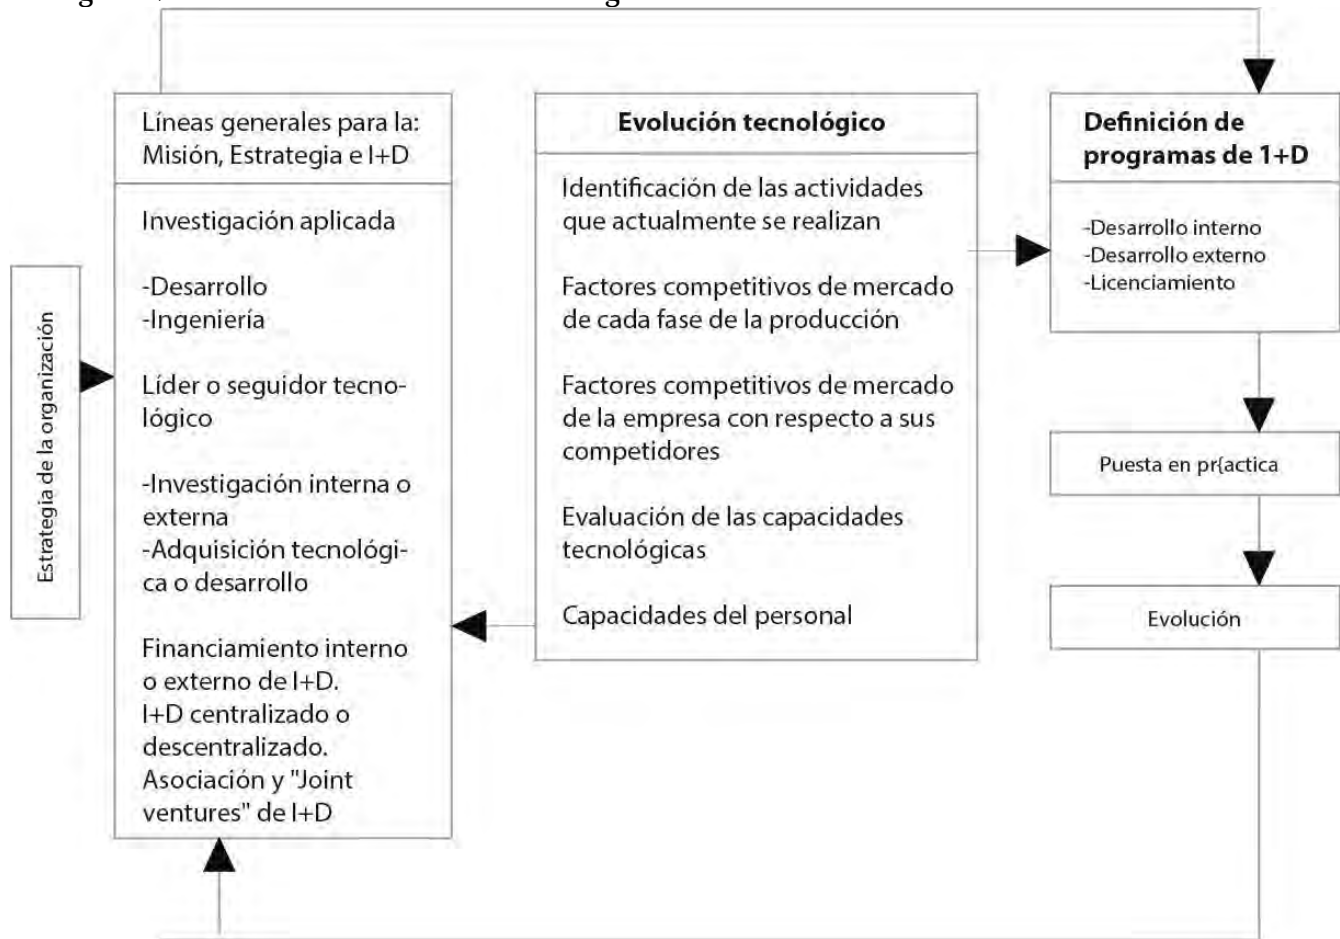 Estrategia de la organización
Líneas generales para la:
Misión, Estrategia e I+D
Investigación aplicada
-Desarrollo
-Ingeniería
Líder o seguidor tecno-
lógico
-Investigación interna o
externa
-Adquisición tecnológi-
ca o desarrollo
Financiamiento interno
o externo de I+D.
I+D centralizado o
descentralizado.
Asociación y "Joint
ventures" de I+D
Evolución tecnológico
Identificación de las actividades
que actualmente se realizan
Factores competitivos de mercado
de cada fase de la producción
Factores competitivos de mercado
de la empresa con respecto a sus
competidores
Evaluación de las capacidades
tecnológicas
Capacidades del personal
Definición de
programas de 1+D
-Desarrollo interno
-Desarrollo externo
-Licenciamiento
Puesta en pr{actica
Evolución